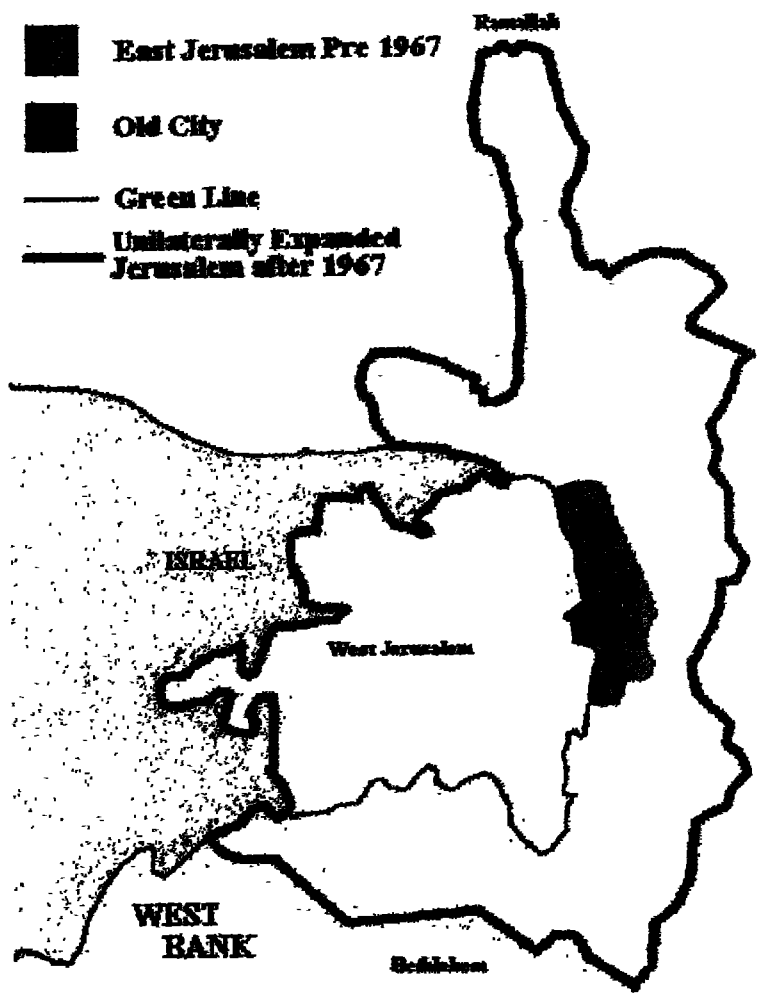 Ramallah
East Jerusalem Pre 1967
Old City
Green Line
Unilaterally Expanded
Jerusalem after 1967
ISRAEL
West Jerusalem
WEST
BANK
Bethlehem